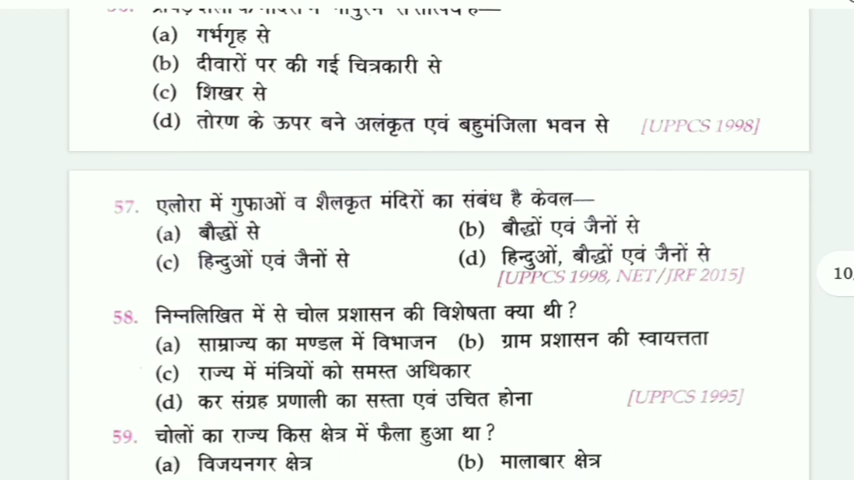 (a) गर्भगृह से
(b) दीवारों पर की गई चित्रकारी से
(c) शिखर से
(d) तोरण के ऊपर बने अलंकृत एवं बहुमंजिला भवन से [UPPCS 1998]
57. एलोरा में गुफाओं व शैलकृत मंदिरों का संबंध है केवल—
(a) बौद्धों से (b) बौद्धों एवं जैनों से
(c) हिन्दुओं एवं जैनों से (d) हिन्दुओं, बौद्धों एवं जैनों से
[UPPCS 1998, NET/JRF 2015]
58. निम्नलिखित में से चोल प्रशासन की विशेषता क्या थी ?
(a) साम्राज्य का मण्डल में विभाजन (b) ग्राम प्रशासन की स्वायत्तता
(c) राज्य में मंत्रियों को समस्त अधिकार
(d) कर संग्रह प्रणाली का सस्ता एवं उचित होना [UPPCS 1995]
59. चोलों का राज्य किस क्षेत्र में फैला हुआ था ?
(a) विजयनगर क्षेत्र (b) मालाबार क्षेत्र
10